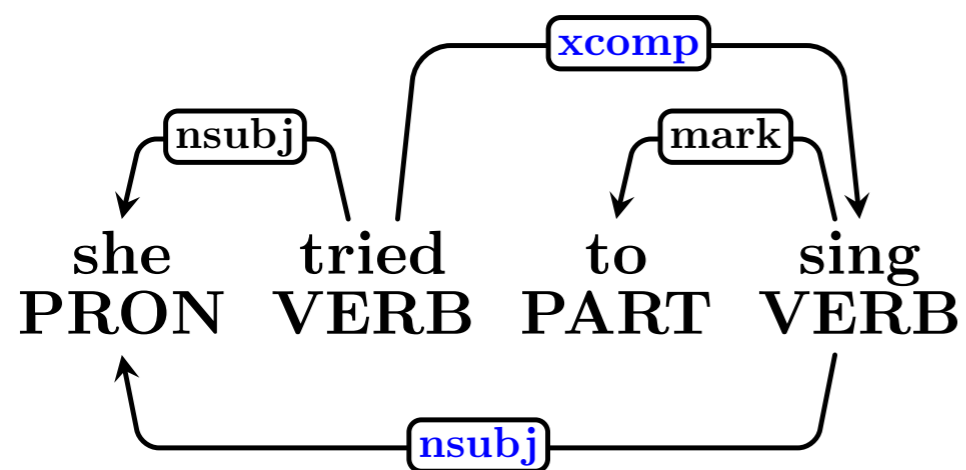 xcomp
nsubj mark
she tried to sing
PRON VERB PART VERB
nsubj